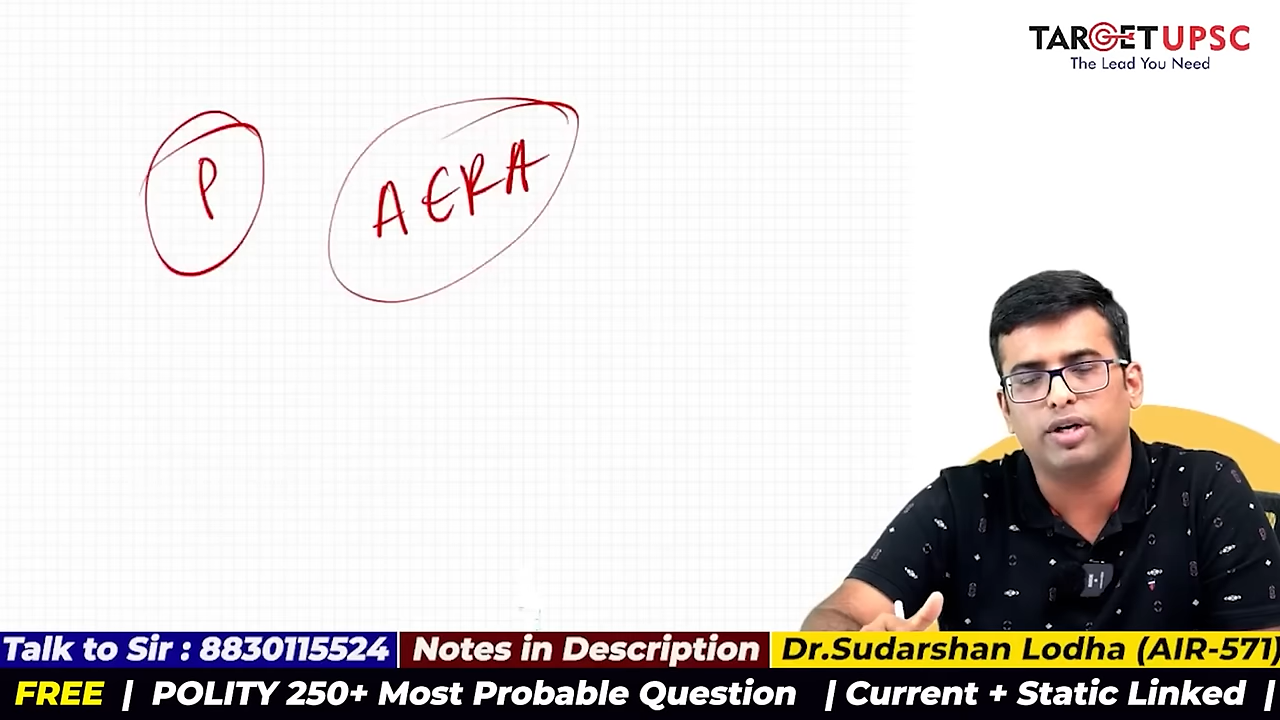 TARGETUPSC
The Lead You Need
P AERA
Talk to Sir : 8830115524 Notes in Description Dr.Sudarshan Lodha (AIR-571)
FREE | POLITY 250+ Most Probable Question | Current + Static Linked |